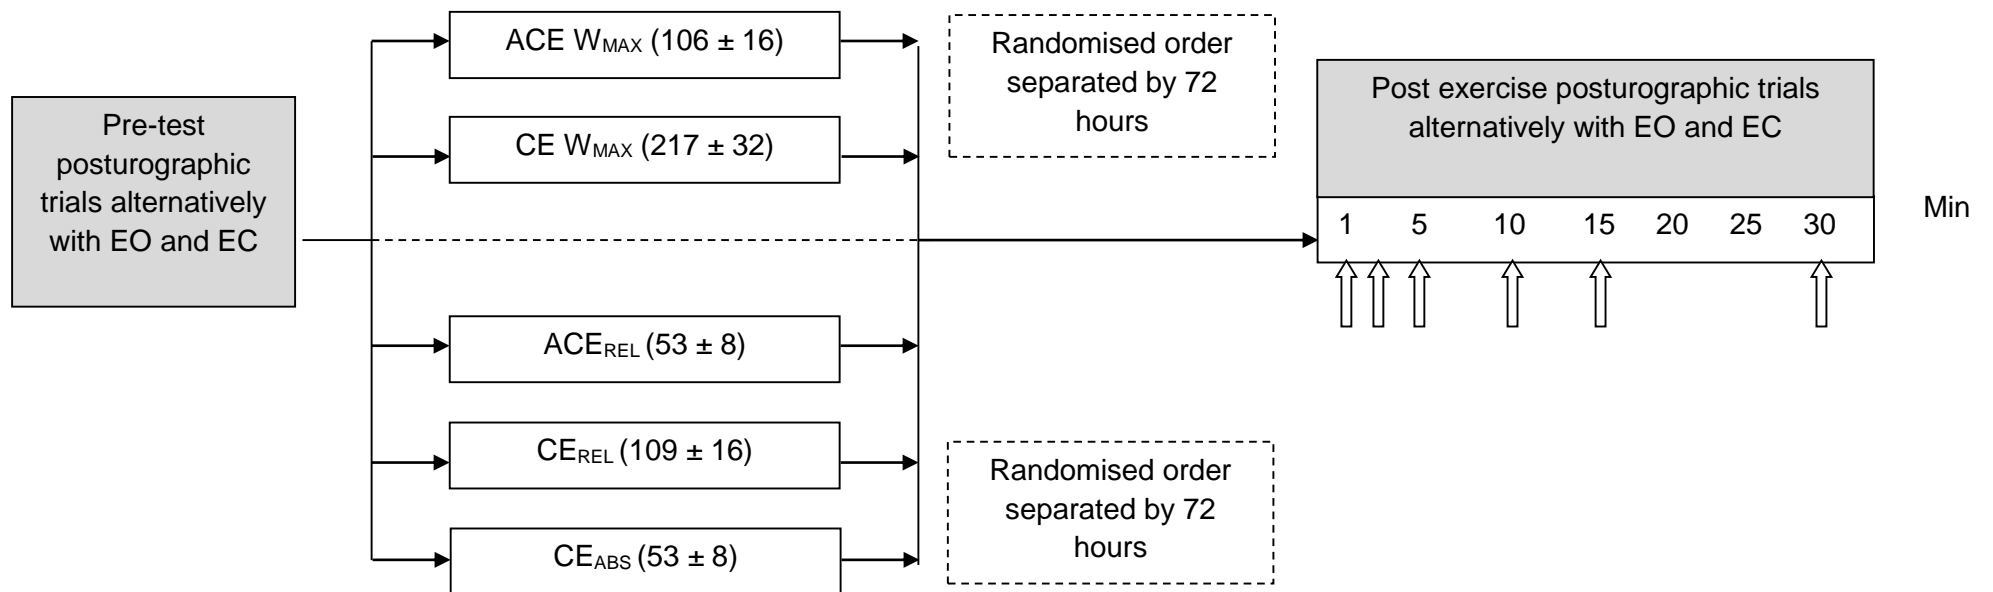 Pre-test
posturographic
trials alternatively
with EO and EC
ACE WMAX (106 ± 16)
CE WMAX (217 ± 32)
ACEREL (53 ± 8)
CEREL (109 ± 16)
CEABS (53 ± 8)
Randomised order
separated by 72
hours
Randomised order
separated by 72
hours
Post exercise posturographic trials
alternatively with EO and EC
1 5 10 15 20 25 30
Min